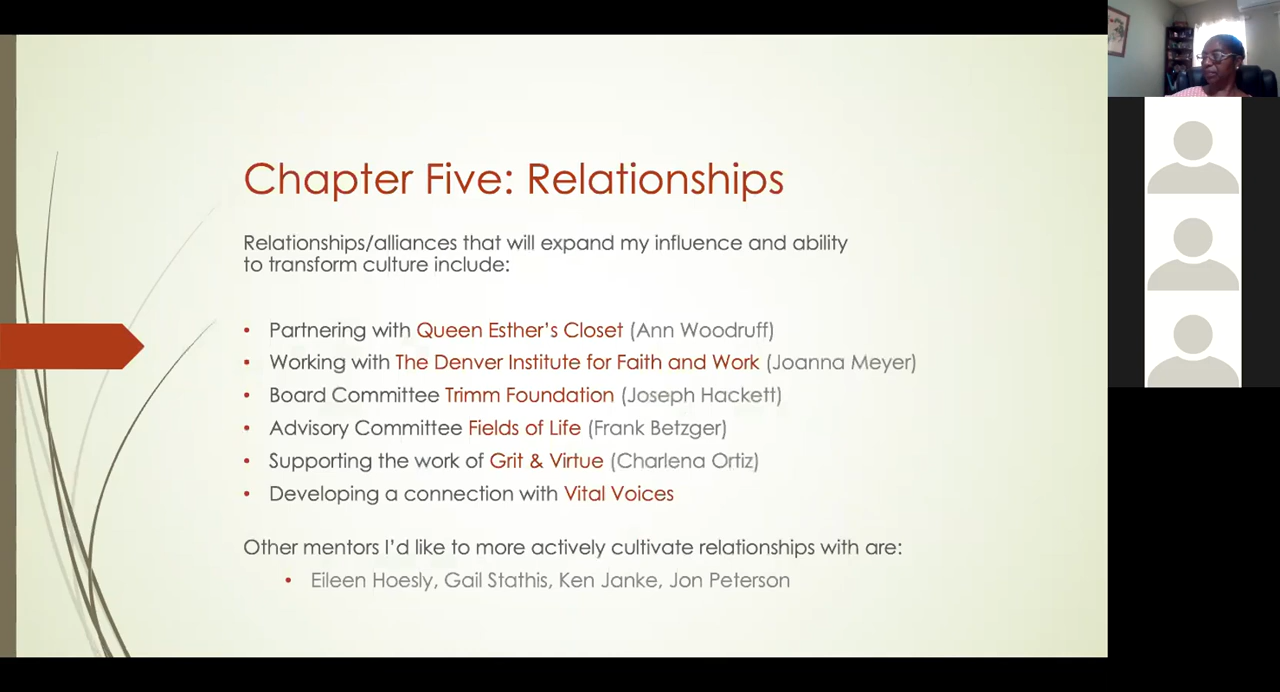 Chapter Five: Relationships
Relationships/alliances that will expand my influence and ability
to transform culture include:
• Partnering with Queen Esther’s Closet (Ann Woodruff)
• Working with The Denver Institute for Faith and Work (Joanna Meyer)
• Board Committee Trimm Foundation (Joseph Hackett)
• Advisory Committee Fields of Life (Frank Betzger)
• Supporting the work of Grit & Virtue (Charlena Ortiz)
• Developing a connection with Vital Voices
Other mentors I’d like to more actively cultivate relationships with are:
• Eileen Hoesly, Gail Stathis, Ken Janke, Jon Peterson